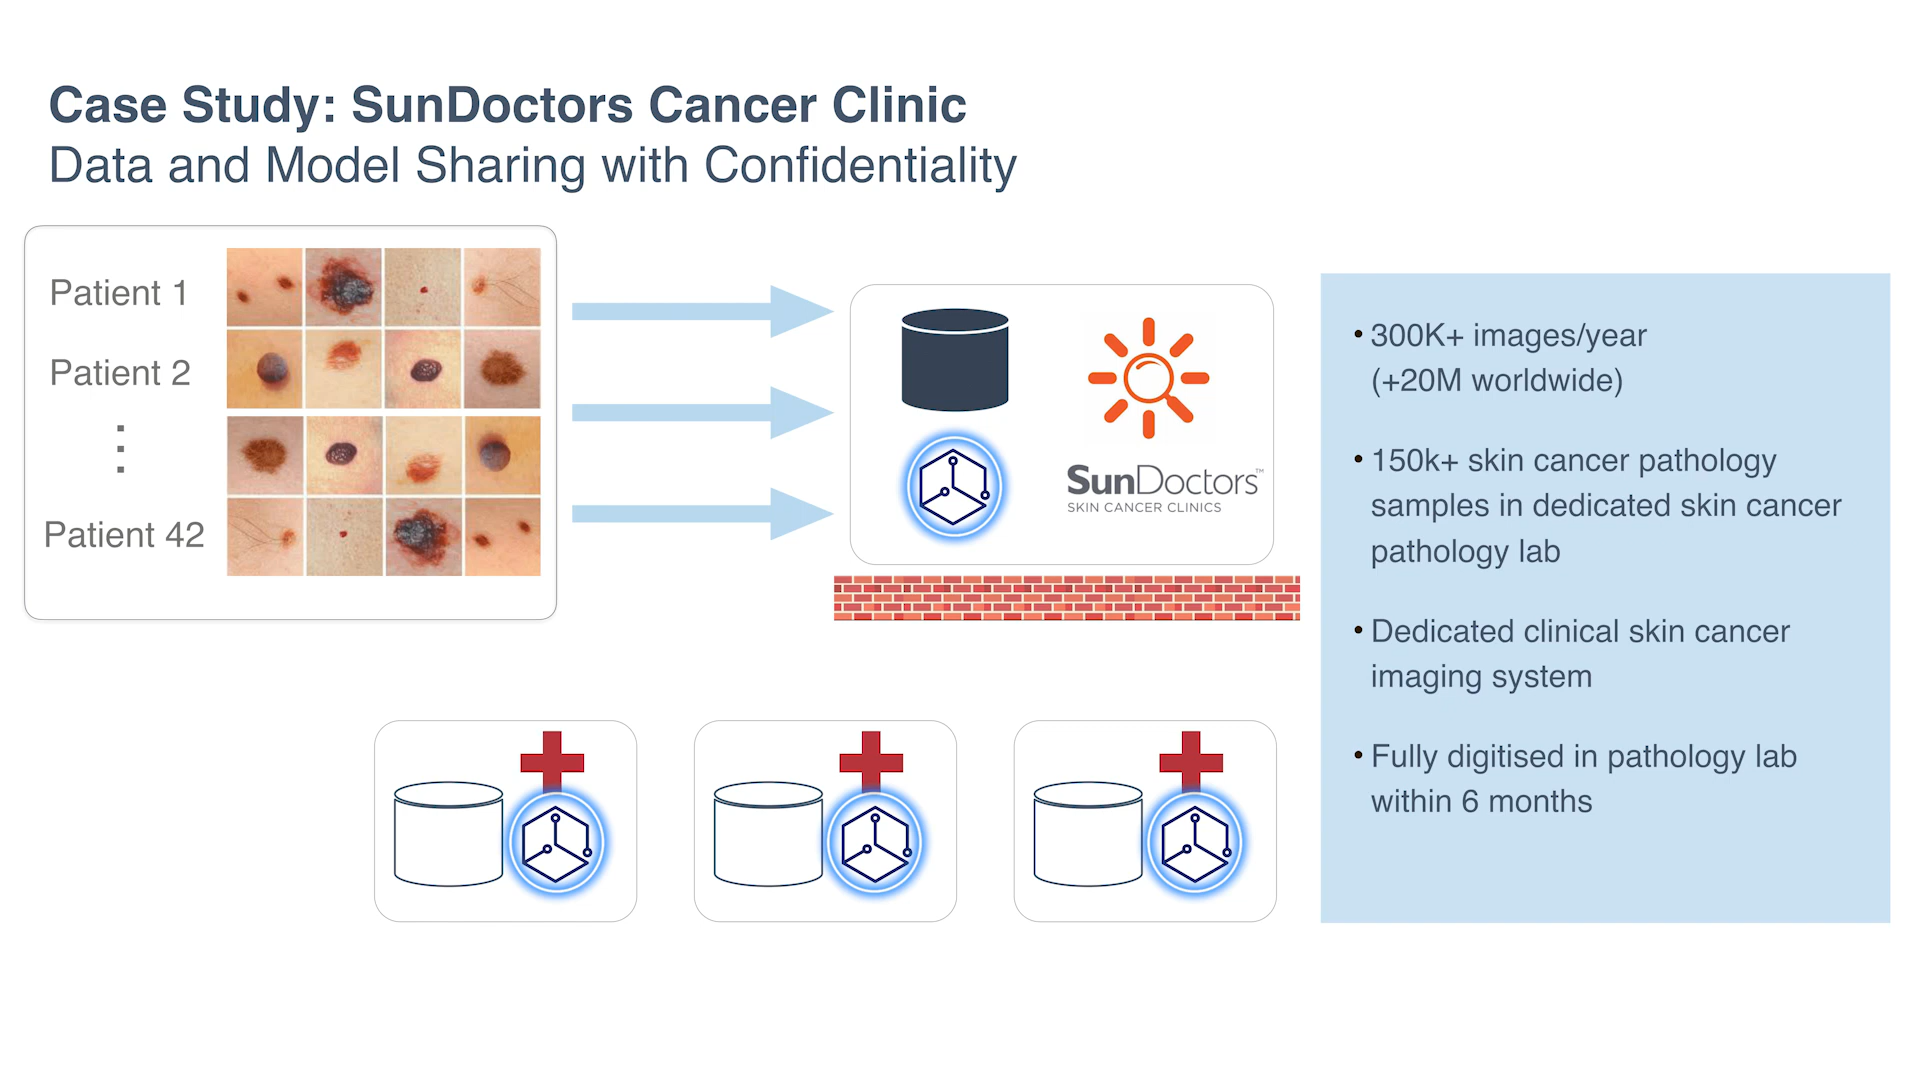 Case Study: SunDoctors Cancer Clinic
Data and Model Sharing with Confidentiality
Patient 1
Patient 2
Patient 42
SunDoctors™
SKIN CANCER CLINICS
• 300K+ images/year
(+20M worldwide)
• 150k+ skin cancer pathology
samples in dedicated skin cancer
pathology lab
• Dedicated clinical skin cancer
imaging system
• Fully digitised in pathology lab
within 6 months